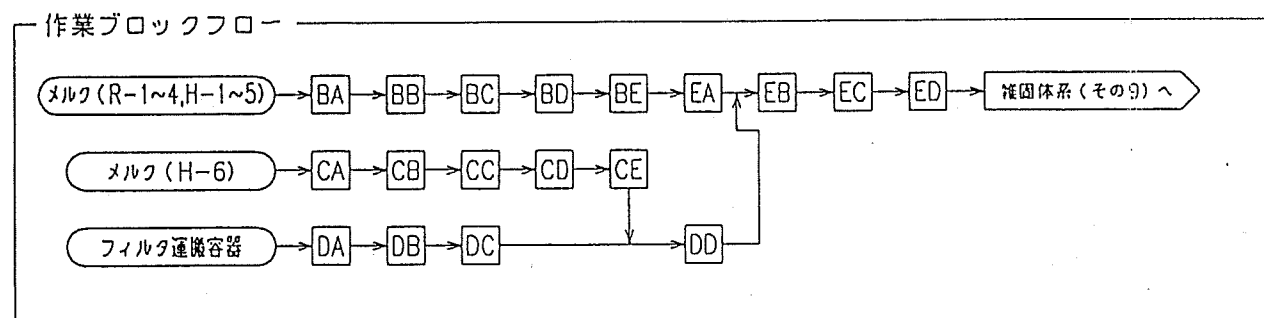 作業ブロックフロー
メルク(R-1~4,H-1~5) BA BB BC BD BE EA EB EC ED 雑固体系(その9)へ
メルク(H-6) CA CB CC CD CE
フィルタ運搬容器 DA DB DC DD